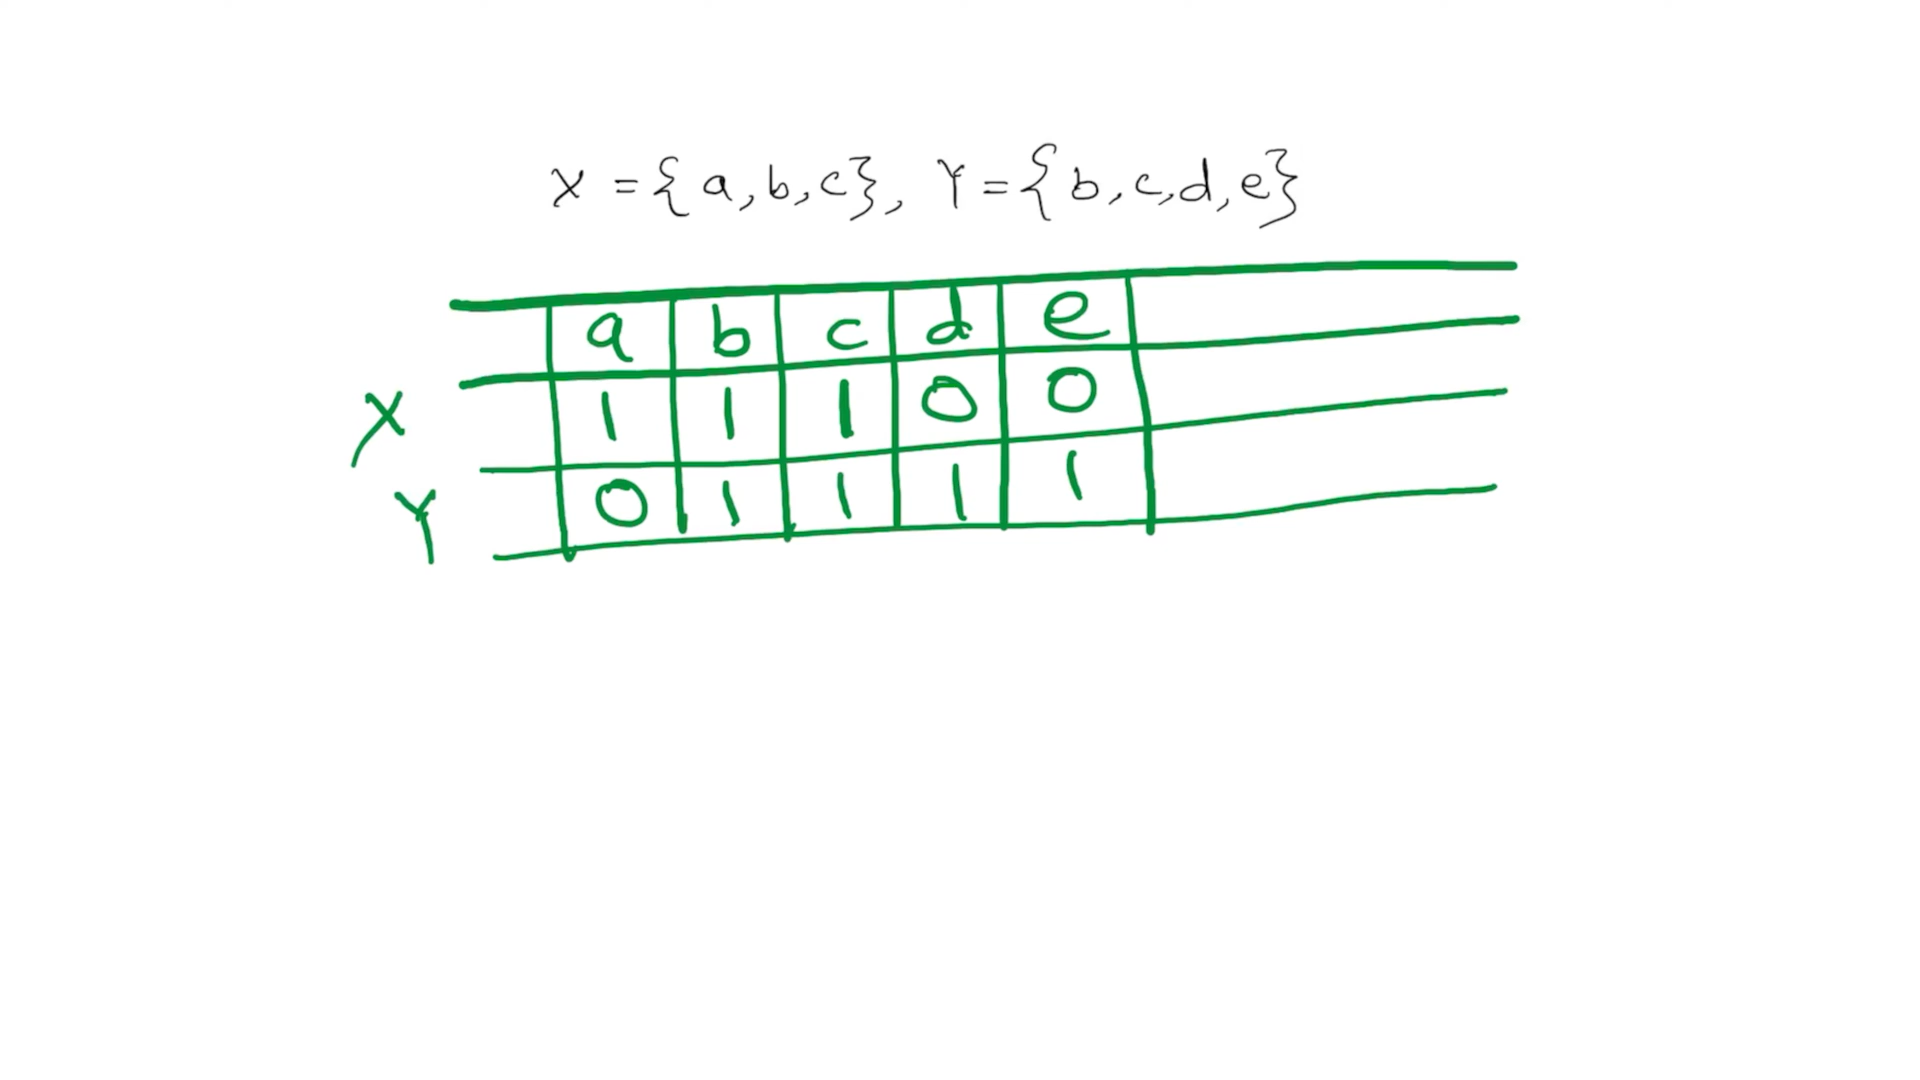 X = {a,b,c}, Y = {b,c,d,e}
a b c d e
X 1 1 1 0 0
Y 0 1 1 1 1